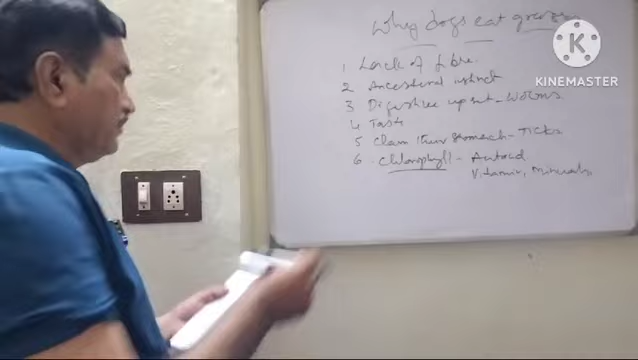 Why dogs eat grass
1 Lack of fibre.
2 Ancestral instinct
3 Digestive upset - worms
4 Taste
5 Clean their stomach - Ticks
6 Chlorophyll - Antacid
Vitamin, Minerals,
K
KINEMASTER